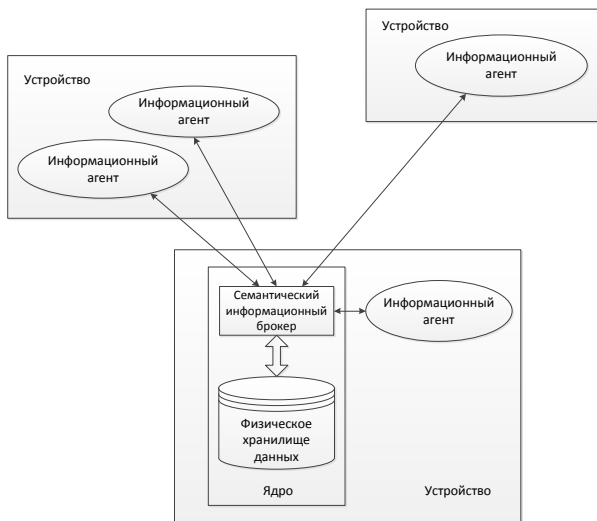 Устройство
Информационный
агент
Устройство
Информационный
агент
Информационный
агент
Семантический
информационный
брокер
Информационный
агент
Физическое
хранилище
данных
Ядро
Устройство